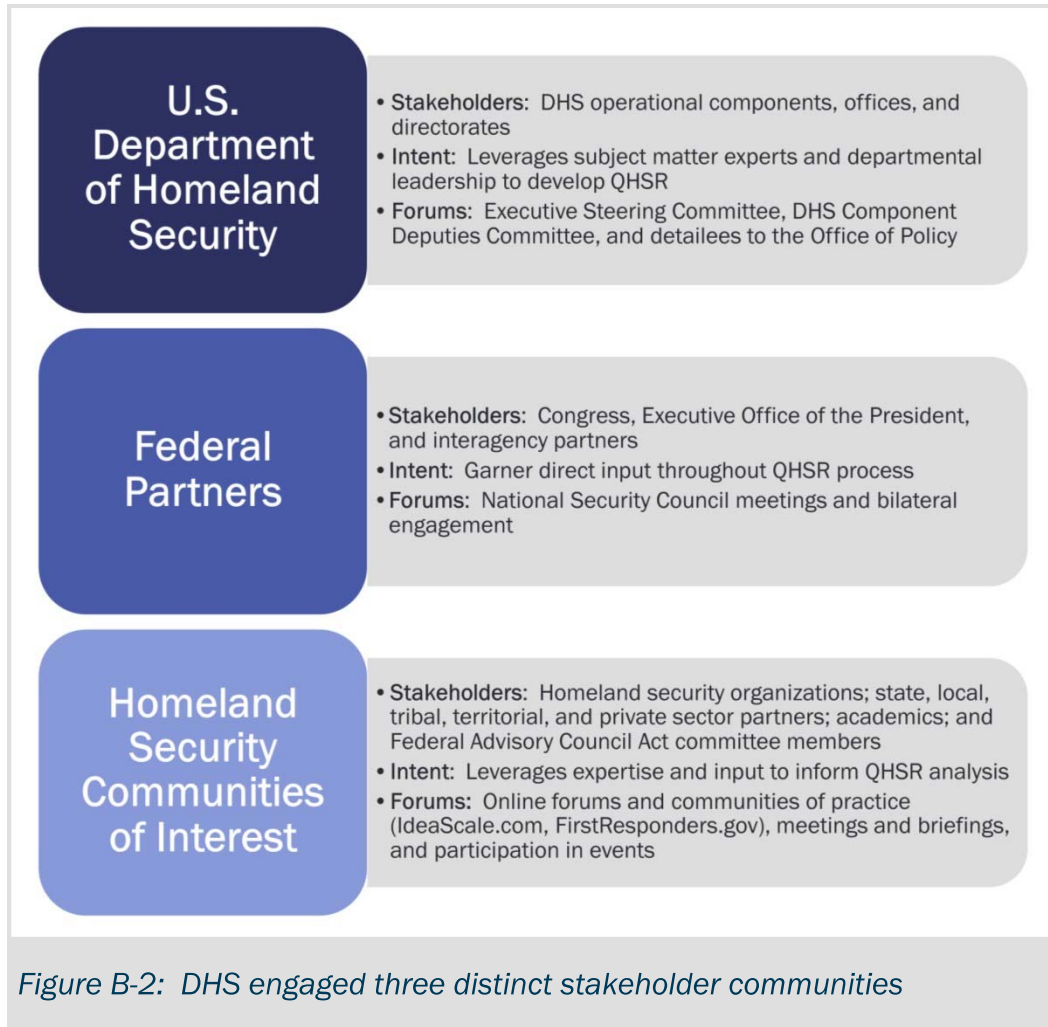 U.S.
Department
of Homeland
Security
• Stakeholders: DHS operational components, offices, and
directorates
• Intent: Leverages subject matter experts and departmental
leadership to develop QHSR
• Forums: Executive Steering Committee, DHS Component
Deputies Committee, and detailees to the Office of Policy
Federal
Partners
• Stakeholders: Congress, Executive Office of the President,
and interagency partners
• Intent: Garner direct input throughout QHSR process
• Forums: National Security Council meetings and bilateral
engagement
Homeland
Security
Communities
of Interest
• Stakeholders: Homeland security organizations; state, local,
tribal, territorial, and private sector partners; academics; and
Federal Advisory Council Act committee members
• Intent: Leverages expertise and input to inform QHSR analysis
• Forums: Online forums and communities of practice
(IdeaScale.com, FirstResponders.gov), meetings and briefings,
and participation in events
Figure B-2: DHS engaged three distinct stakeholder communities